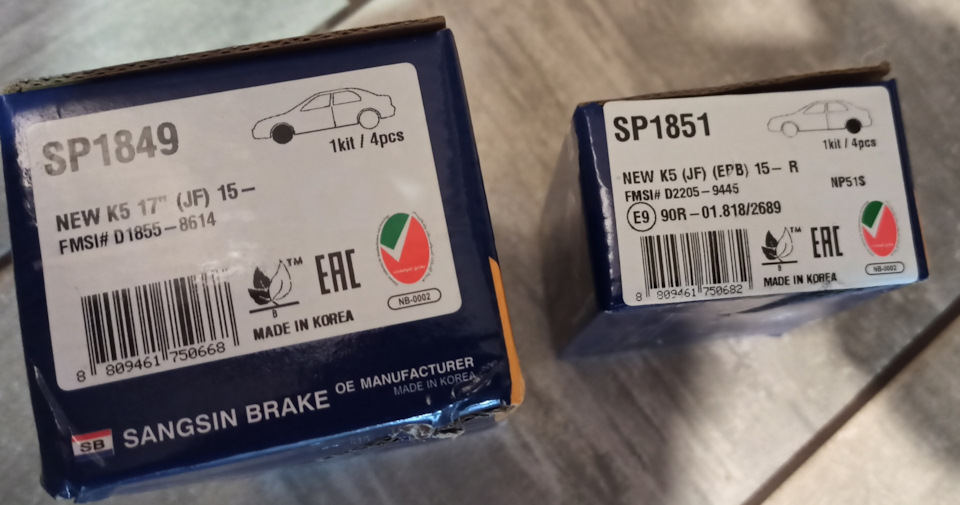 SP1849
1kit / 4pcs
NEW K5 17" (JF) 15-
FMSI# D1855-8614
TM
EAC
B
NB-0002
MADE IN KOREA
8 809461 750668
SB SANGSIN BRAKE OE MANUFACTURER
MADE IN KOREA
SP1851
1kit / 4pcs
NEW K5 (JF) (EPB) 15- R
NP51S
FMSI# D2205-9445
E9 90R-01.818/2689
TM
EAC
B
NB-0002
MADE IN KOREA
8 809461 750682